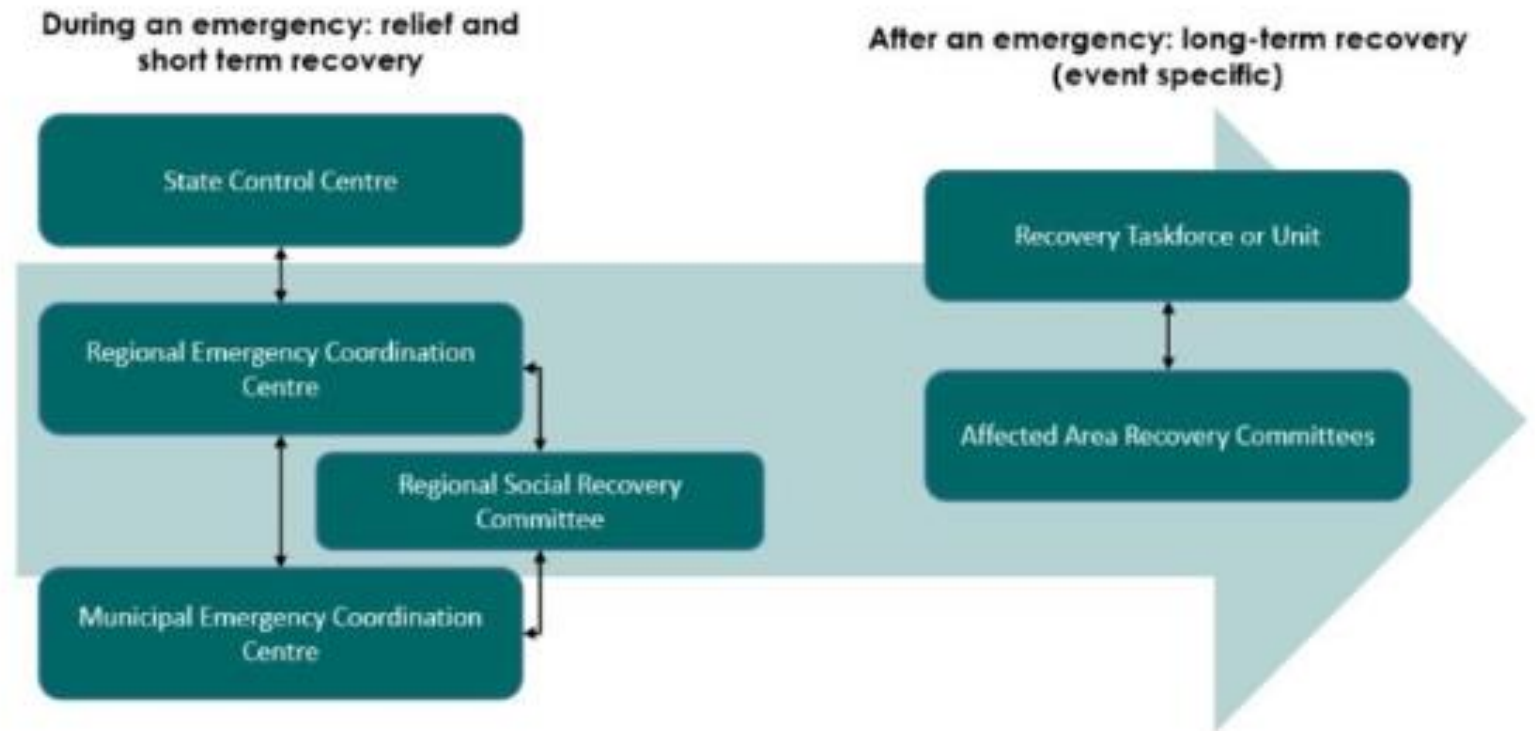 During an emergency: relief and
short term recovery
State Control Centre
Regional Emergency Coordination
Centre
Regional Social Recovery
Committee
Municipal Emergency Coordination
Centre
After an emergency: long-term recovery
(event specific)
Recovery Taskforce or Unit
Affected Area Recovery Committees